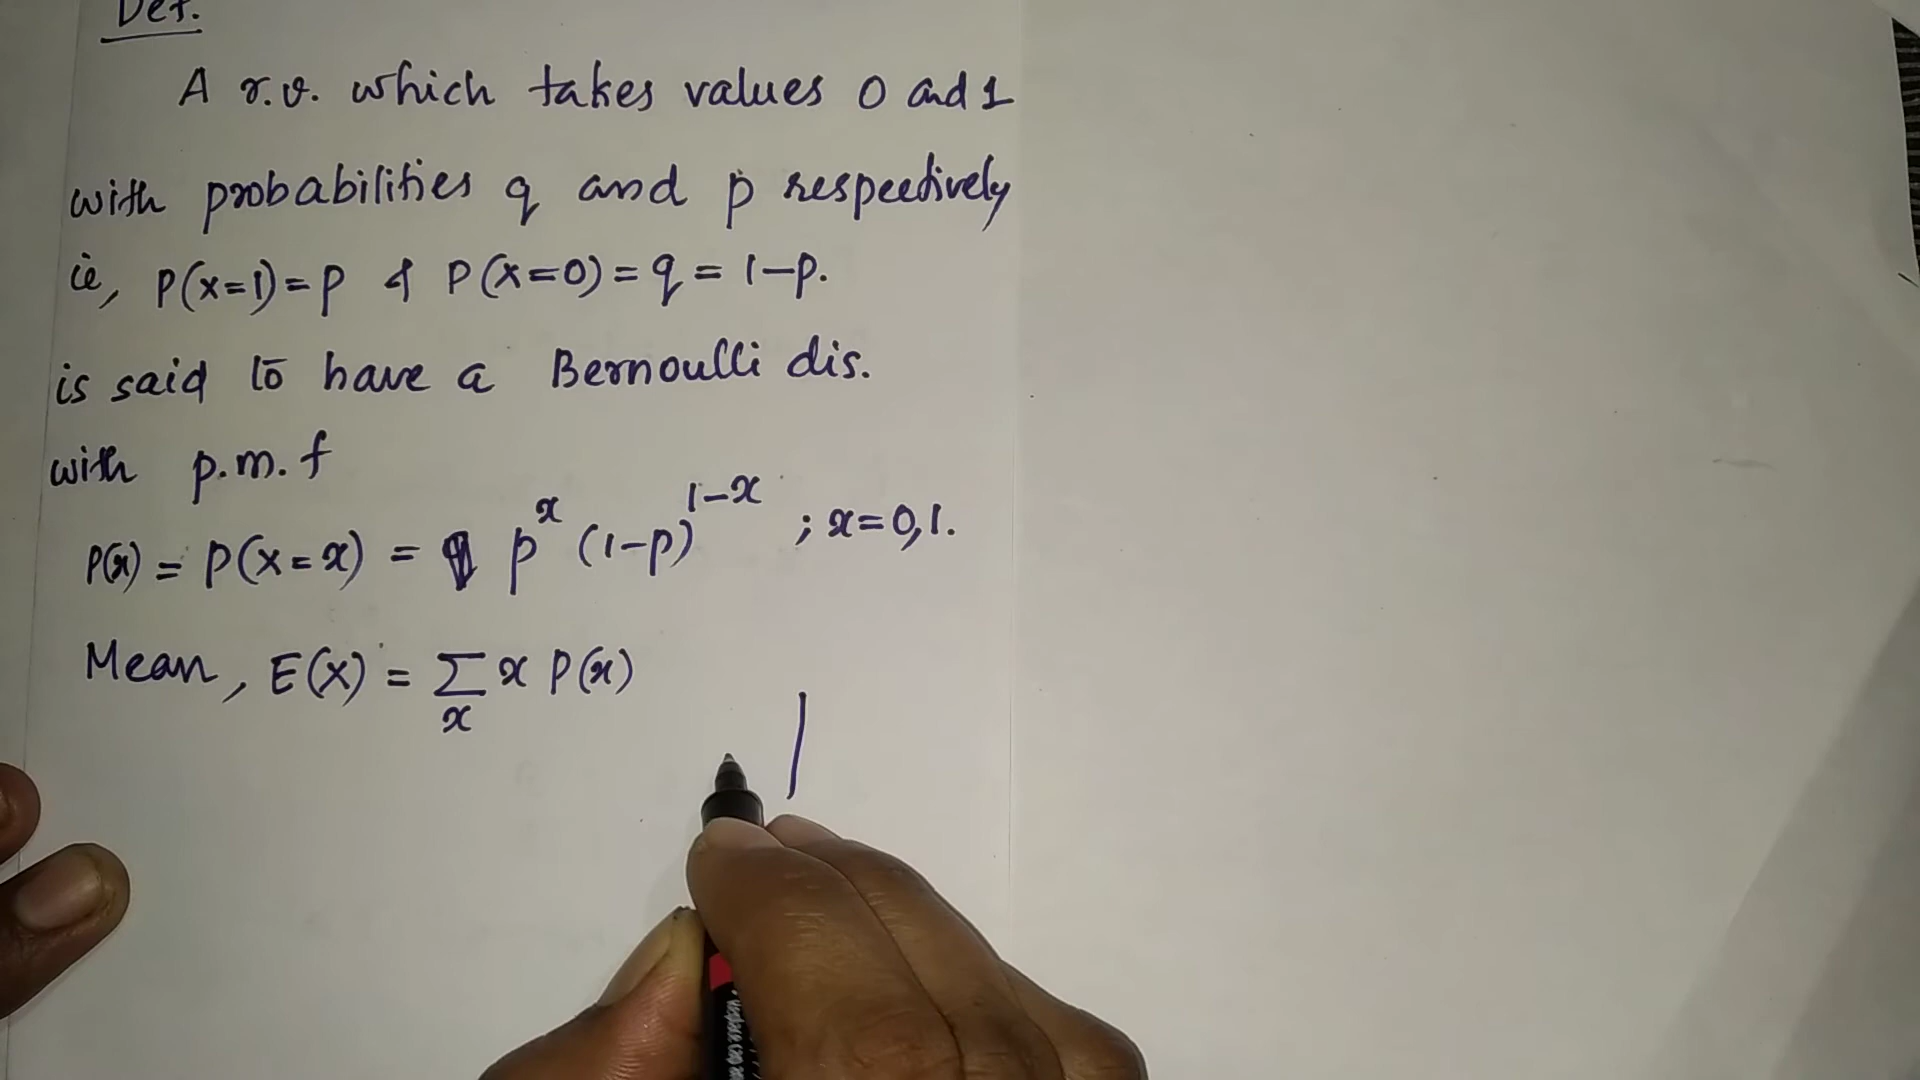 Def.
A r.v. which takes values 0 and 1
with probabilities q and p respectively
ie, P(X=1)=p & P(X=0)=q=1-p.
is said to have a Bernoulli dis.
with p.m.f
P(x) = P(X=x) = p^x (1-p)^{1-x} ; x=0,1.
Mean, E(X) = Σ_x x P(x)